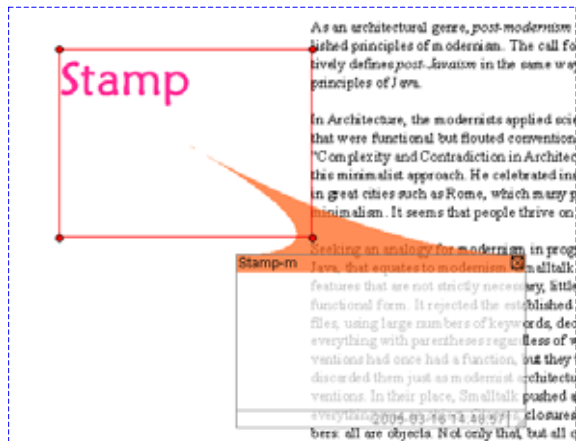 Stamp
As an architectural genre, post-modernism
lished principles of modernism. The call fo
tively defines post-Javaism in the same way
principles of Java.
In Architecture, the modernists applied scie
that were functional but flouted convention
"Complexity and Contradiction in Architec
this minimalist approach. He celebrated ind
in great cities such as Rome, which many p
minimalism. It seems that people thrive on
Seeking an analogy for modernism in prog
Java, that equates to modernism. Smalltalk
features that are not strictly necessary, little
functional form. It rejected the established
files, using large numbers of keywords, dec
everything with parentheses regardless of w
ventions had once had a function, but they
discarded them just as modernist architectu
ventions. In their place, Smalltalk pushed a
closures
bers: all are objects. Not only that, but all o
Stamp-m
2005-03-16 14:48:57